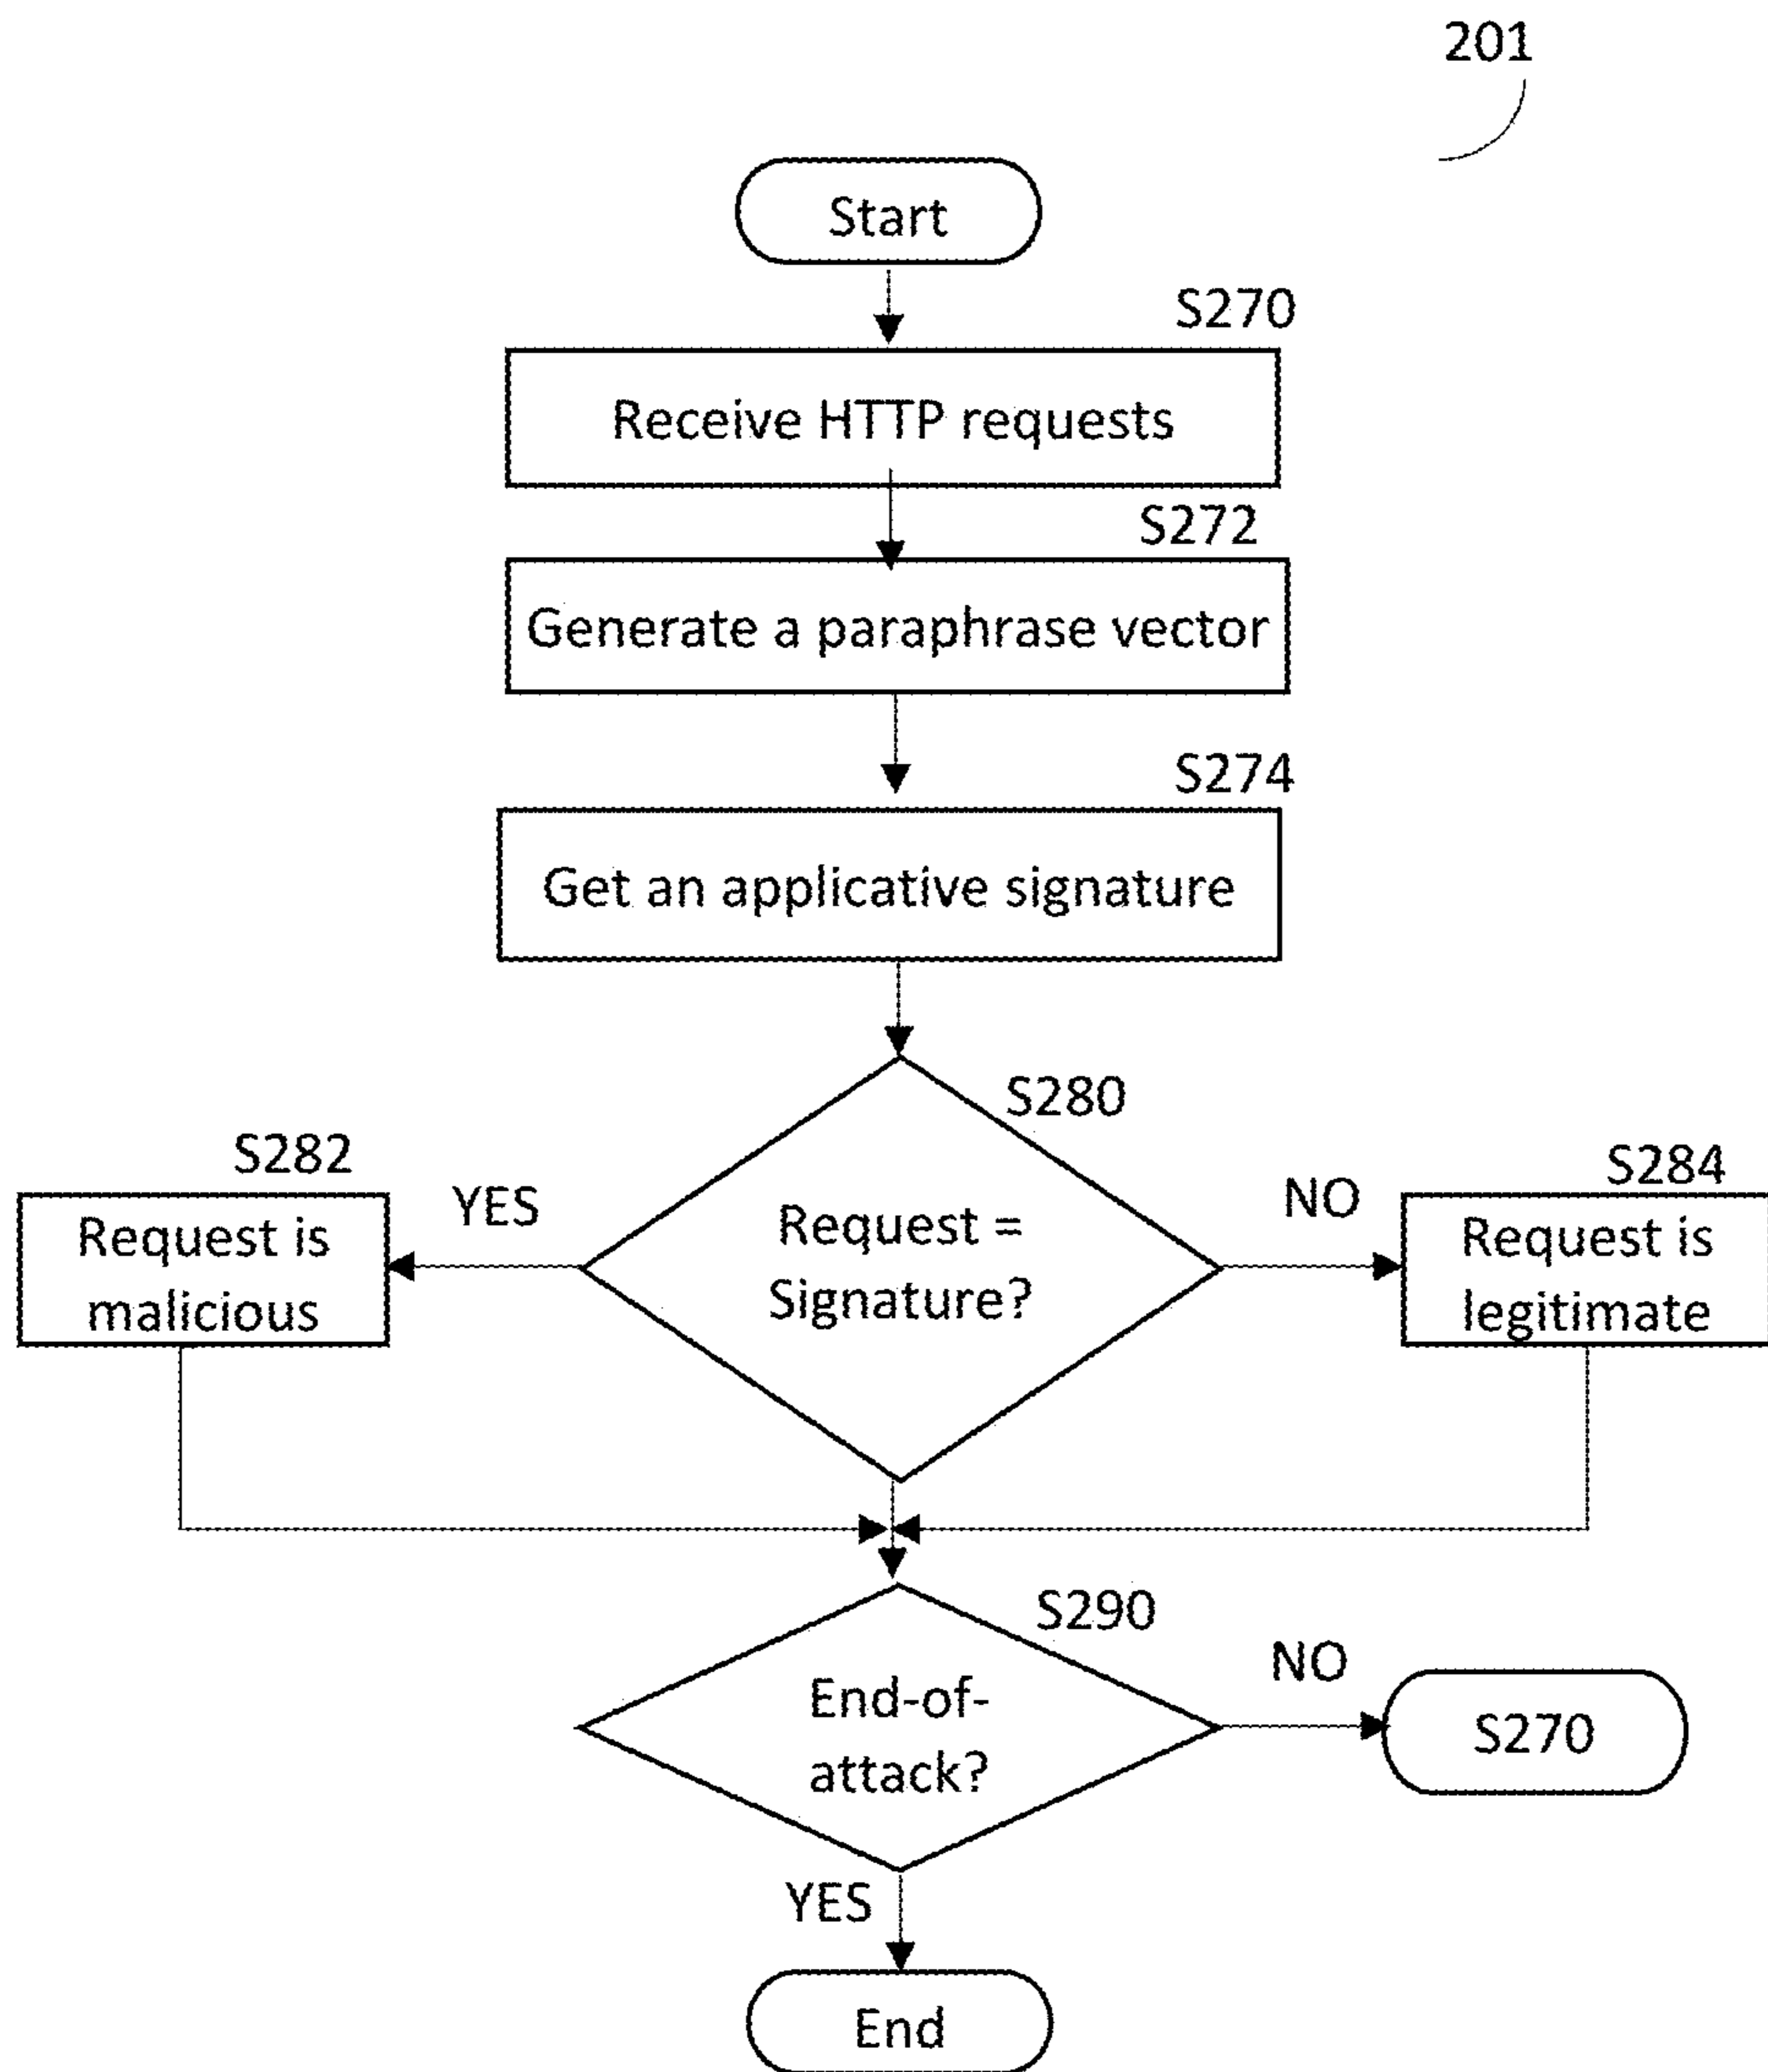 201
Start
S270
Receive HTTP requests
S272
Generate a paraphrase vector
S274
Get an applicative signature
S280
S282
S284
YES
NO
Request is
malicious
Request =
Signature?
Request is
legitimate
S290
NO
End-of-
attack?
S270
YES
End